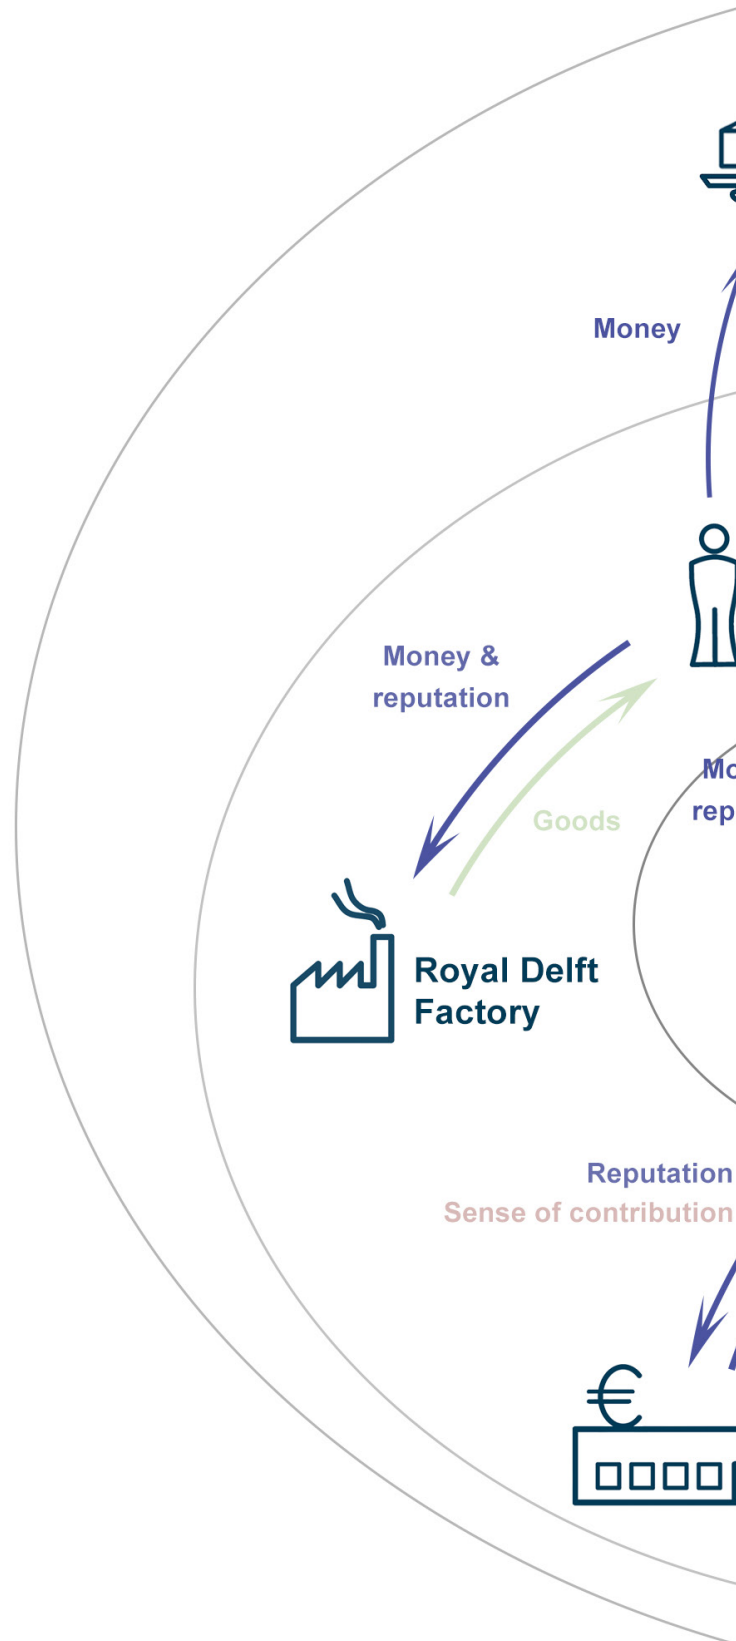 Money
Money &
reputation
Goods
Royal Delft
Factory
Reputation
Sense of contribution
€